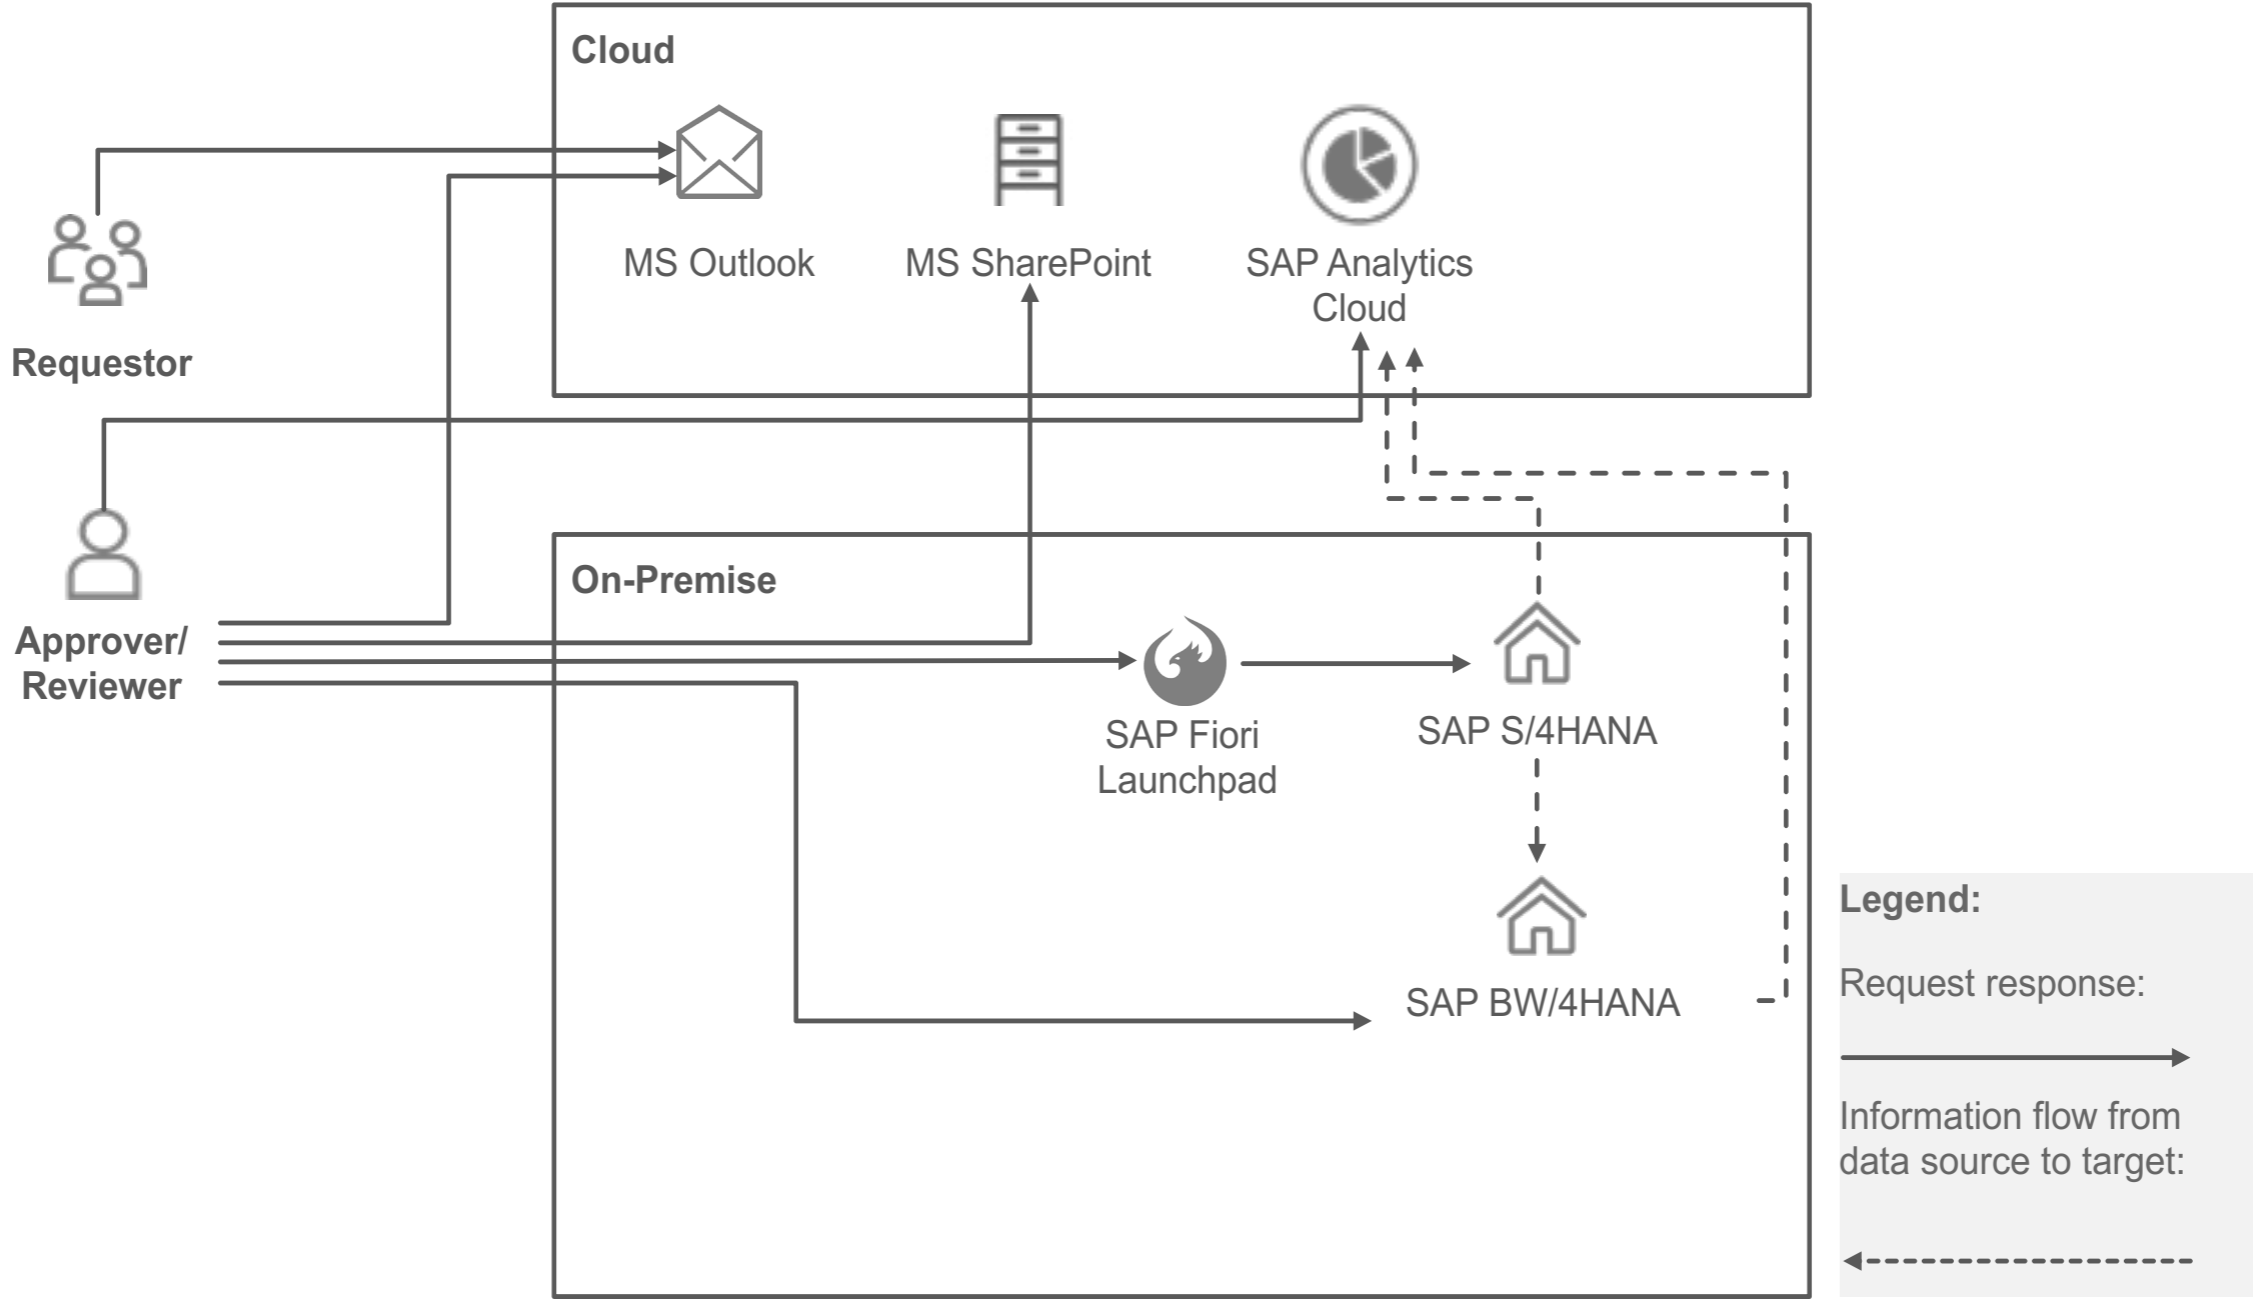 Cloud
MS Outlook
MS SharePoint
SAP Analytics
Cloud
Requestor
On-Premise
Approver/
Reviewer
SAP Fiori
Launchpad
SAP S/4HANA
SAP BW/4HANA
Legend:
Request response:
Information flow from
data source to target: